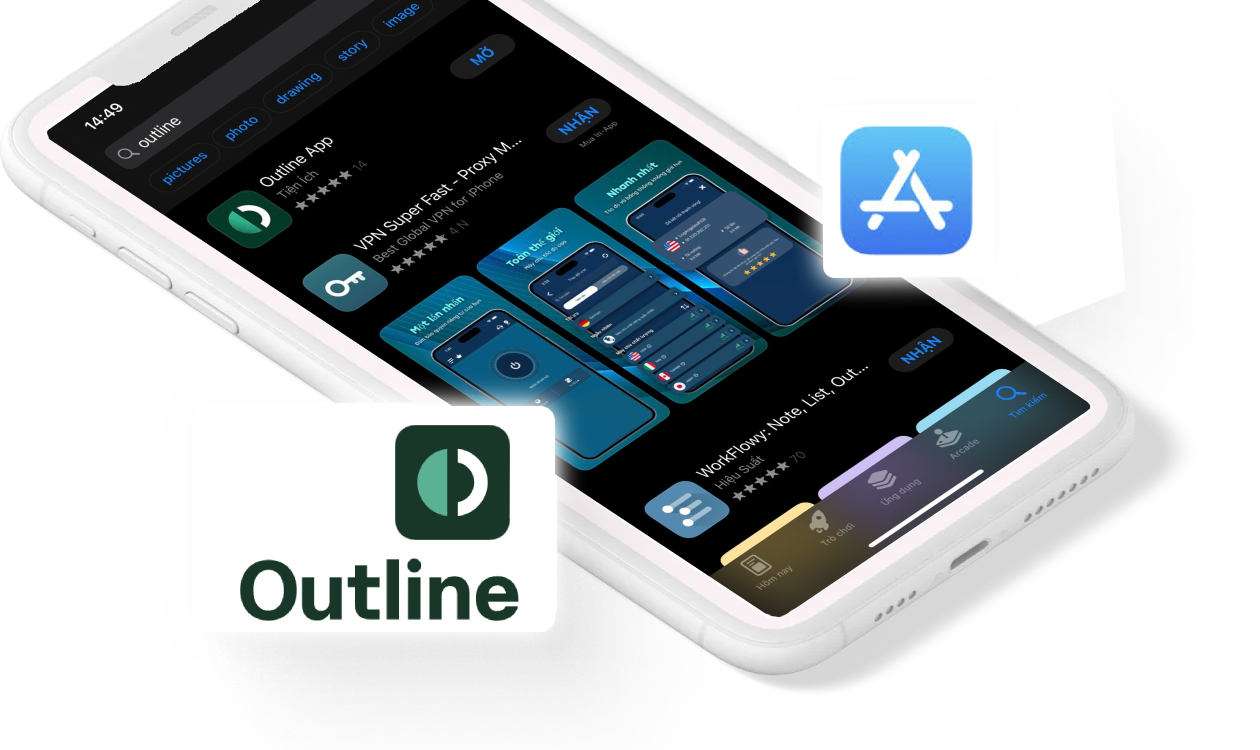 14:49
outline
pictures
photo
drawing
story
image
Outline App
Tiện ích
14
MỞ
VPN Super Fast - Proxy M...
Best Global VPN for iPhone
4 N
NHẬN
Mua In-App
Một lần nhấn
Toàn thế giới
Nhanh nhất
WorkFlowy: Note, List, Out...
Hiệu Suất
70
NHẬN
Hôm nay
Trò chơi
Ứng dụng
Arcade
Tìm kiếm
Outline